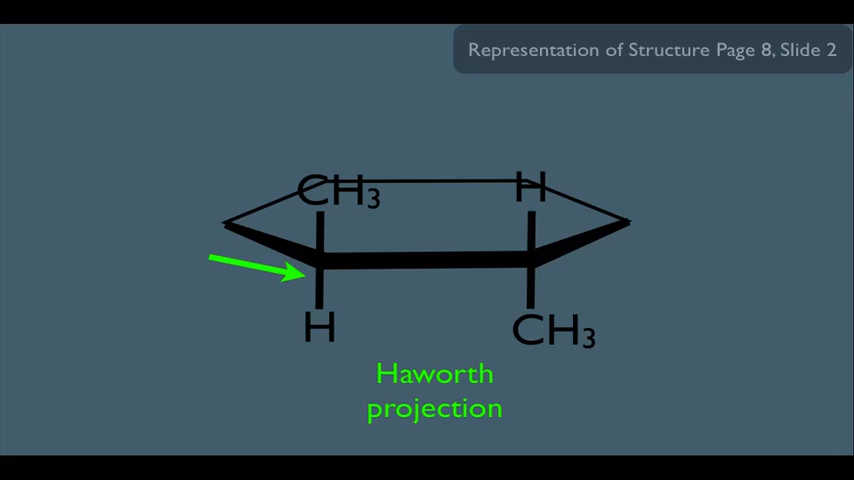 Representation of Structure Page 8, Slide 2
CH₃
H
H
CH₃
Haworth
projection